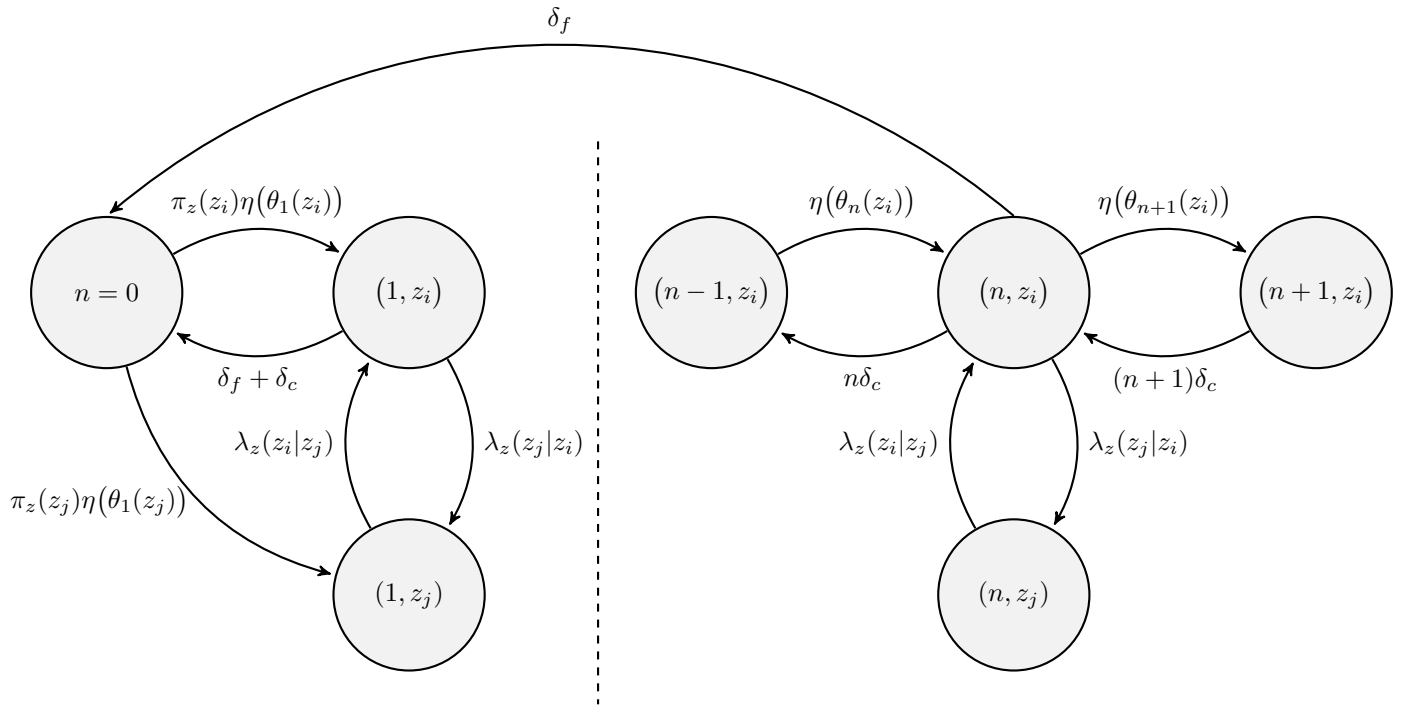 δ_f
π_z(z_i)η(θ_1(z_i))
η(θ_n(z_i))
η(θ_{n+1}(z_i))
n = 0
(1, z_i)
(n − 1, z_i)
(n, z_i)
(n + 1, z_i)
δ_f + δ_c
nδ_c
(n + 1)δ_c
λ_z(z_i|z_j)
λ_z(z_j|z_i)
λ_z(z_i|z_j)
λ_z(z_j|z_i)
π_z(z_j)η(θ_1(z_j))
(1, z_j)
(n, z_j)